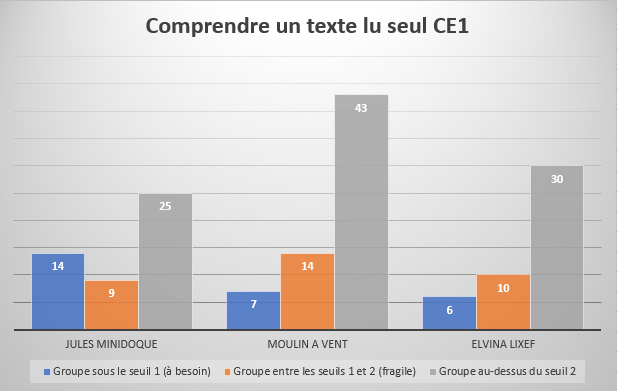 Comprendre un texte lu seul CE1
14
9
25
7
14
43
6
10
30
JULES MINIDOQUE
MOULIN A VENT
ELVINA LIXEF
Groupe sous le seuil 1 (à besoin)
Groupe entre les seuils 1 et 2 (fragile)
Groupe au-dessus du seuil 2